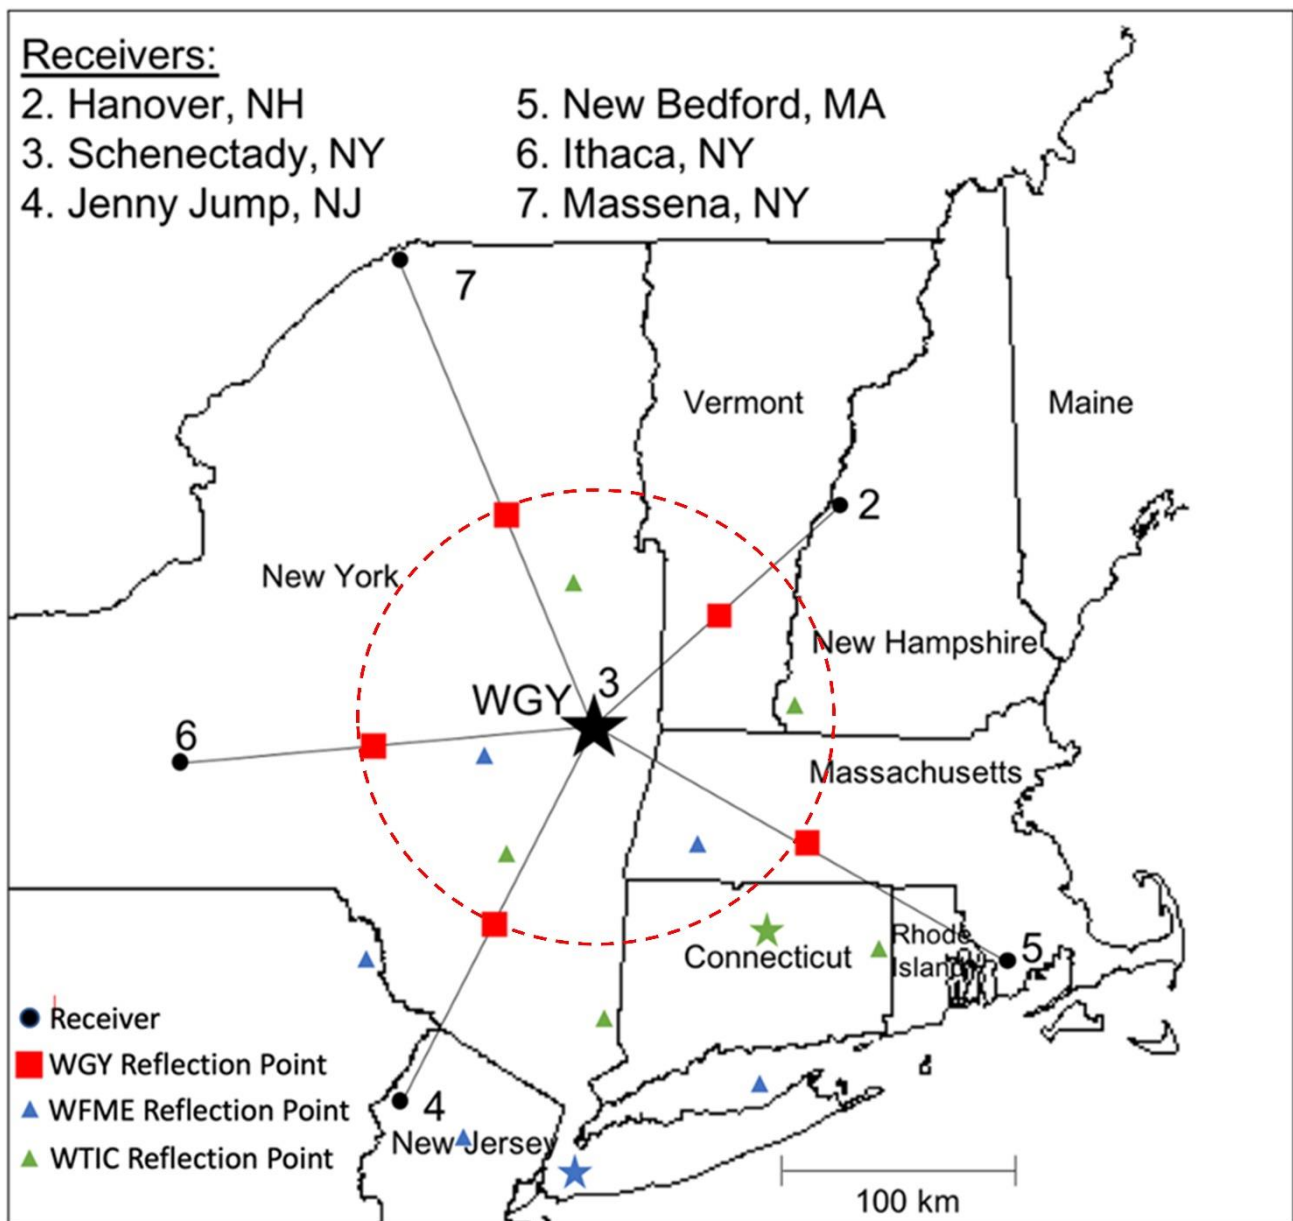 Receivers:
2. Hanover, NH
3. Schenectady, NY
4. Jenny Jump, NJ
5. New Bedford, MA
6. Ithaca, NY
7. Massena, NY
7
Vermont
Maine
2
New York
New Hampshire
3
WGY
6
Massachusetts
Rhode
Island
5
Connecticut
4
New Jersey
Receiver
WGY Reflection Point
WFME Reflection Point
WTIC Reflection Point
100 km